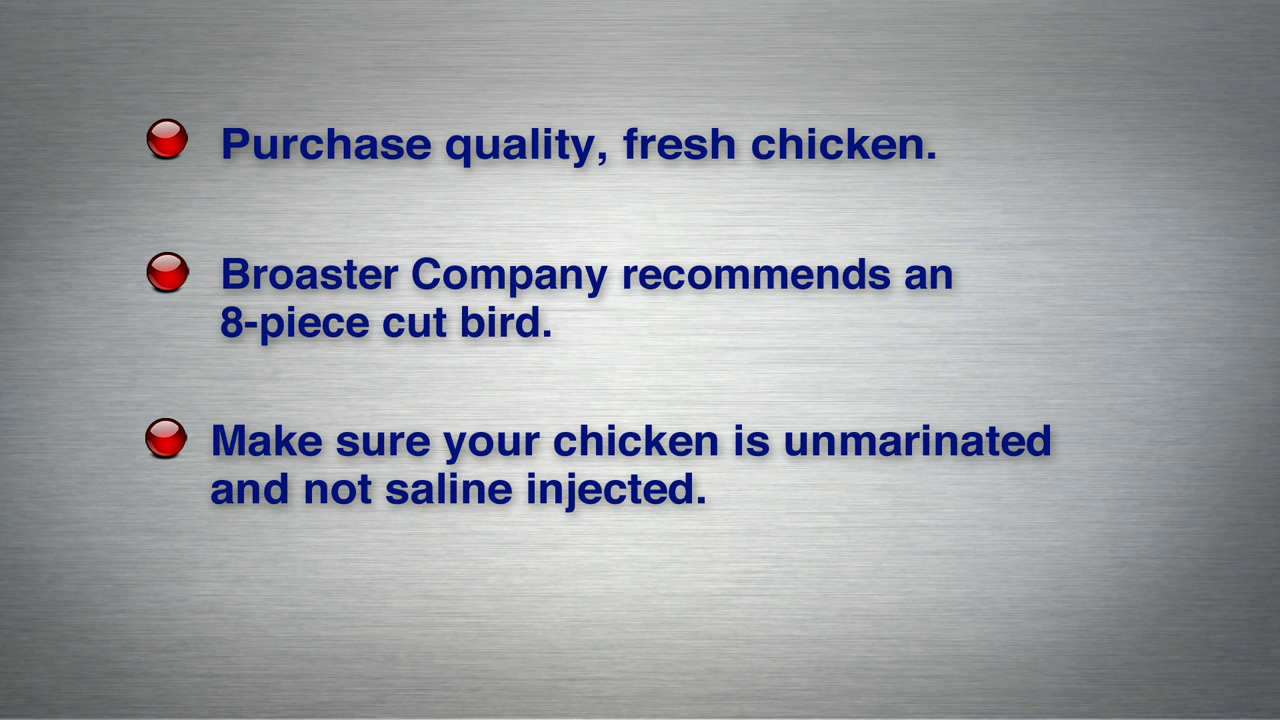 Purchase quality, fresh chicken.
Broaster Company recommends an
8-piece cut bird.
Make sure your chicken is unmarinated
and not saline injected.